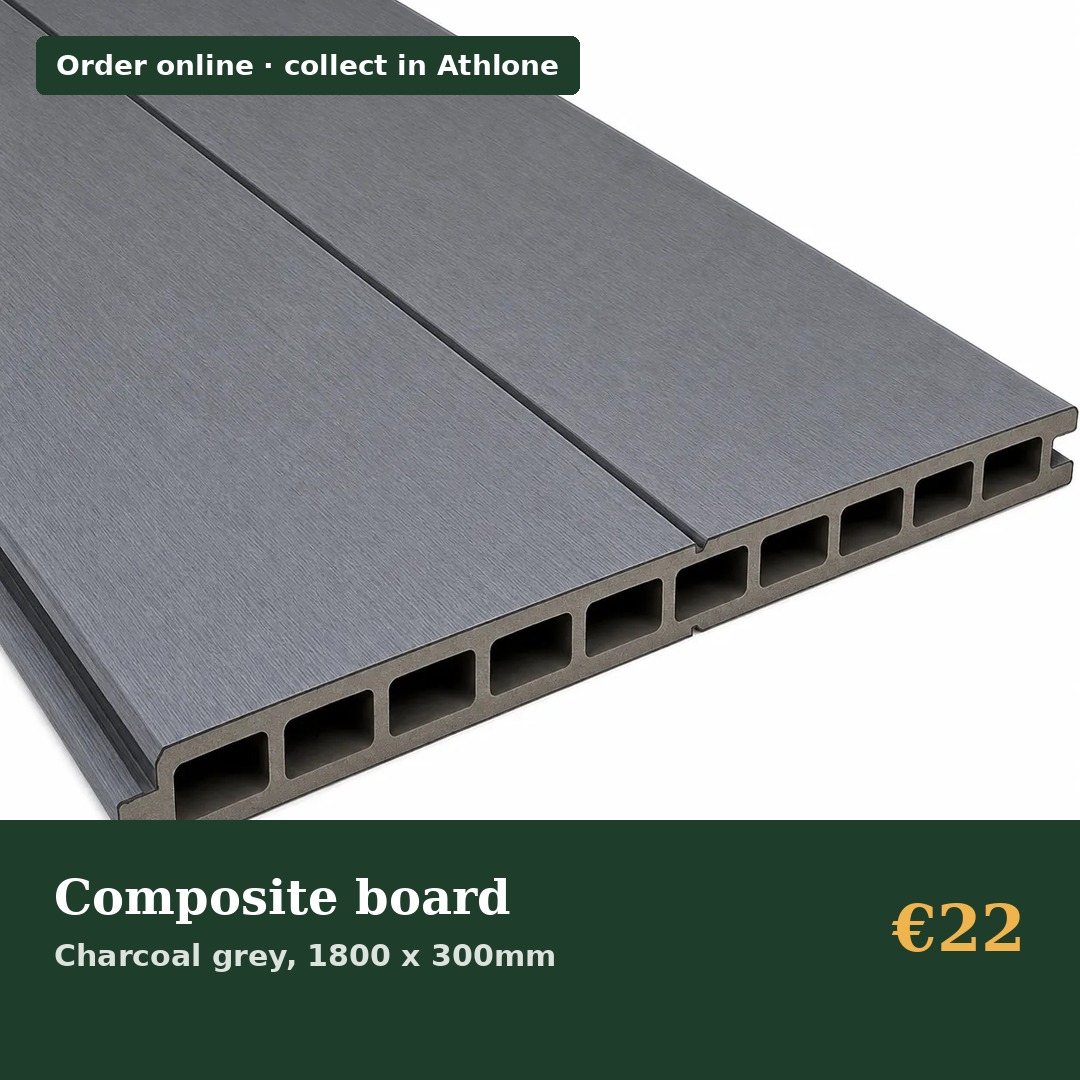 Order online · collect in Athlone
Composite board
Charcoal grey, 1800 x 300mm
€22